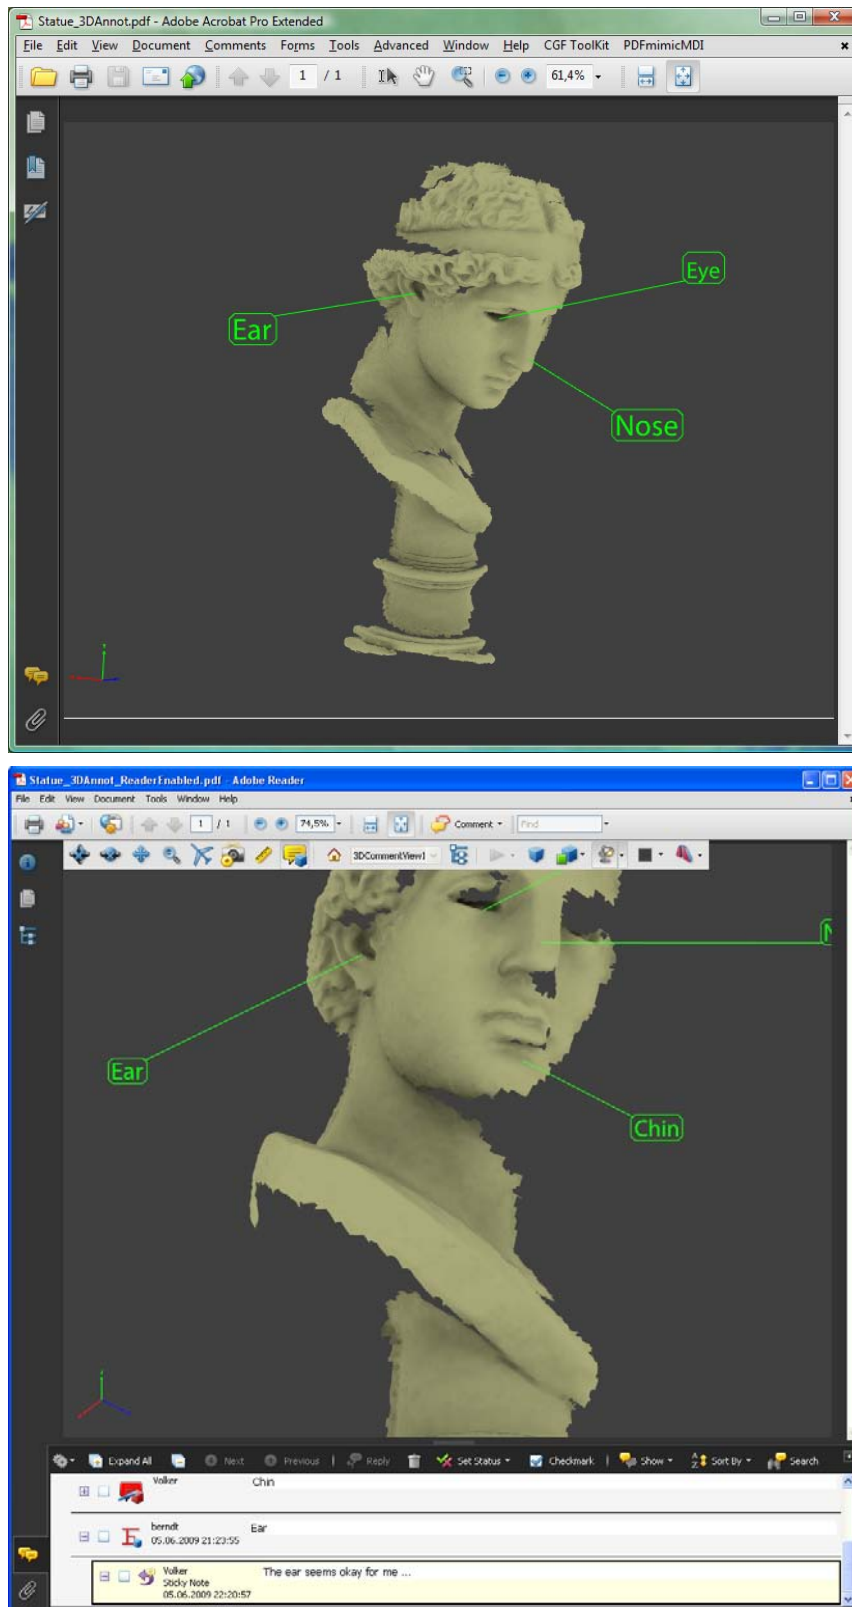 Statue_3DAnnot.pdf - Adobe Acrobat Pro Extended
File Edit View Document Comments Forms Tools Advanced Window Help CGF ToolKit PDFmimicMDI
1 / 1 61,4%
Eye
Ear
Nose
Statue_3DAnnot_ReaderEnabled.pdf - Adobe Reader
File Edit View Document Tools Window Help
1 / 1 74,5% Comment Find
3DCommentView1
N
Ear
Chin
Expand All Next Previous Reply Set Status Checkmark Show Sort By Search
Volker Chin
berndt Ear
05.06.2009 21:23:55
Volker The ear seems okay for me ...
Sticky Note
05.06.2009 22:20:57